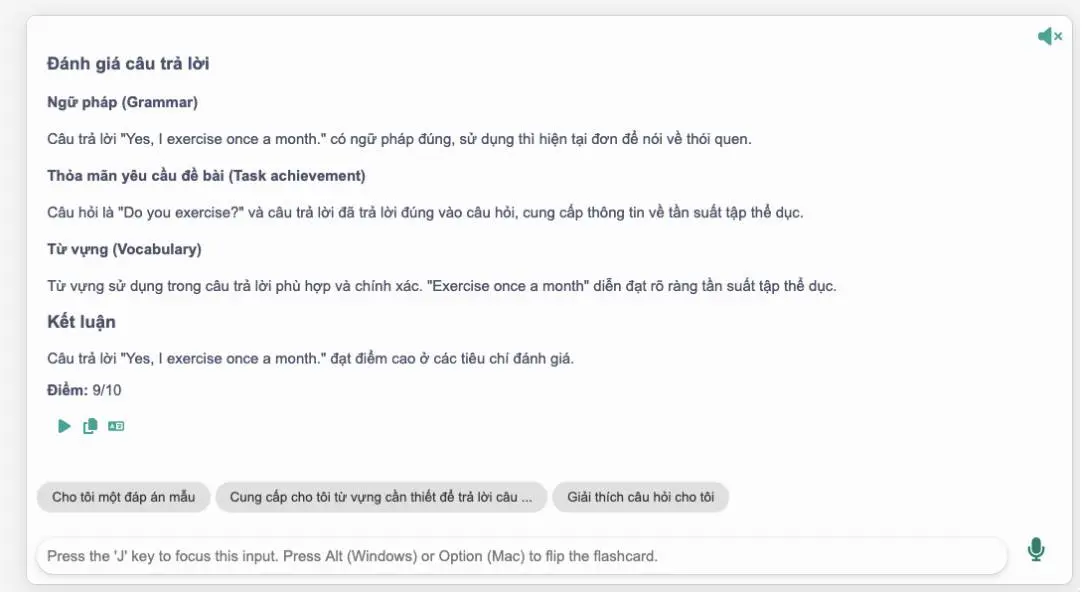 Đánh giá câu trả lời
Ngữ pháp (Grammar)
Câu trả lời "Yes, I exercise once a month." có ngữ pháp đúng, sử dụng thì hiện tại đơn để nói về thói quen.
Thỏa mãn yêu cầu đề bài (Task achievement)
Câu hỏi là "Do you exercise?" và câu trả lời đã trả lời đúng vào câu hỏi, cung cấp thông tin về tần suất tập thể dục.
Từ vựng (Vocabulary)
Từ vựng sử dụng trong câu trả lời phù hợp và chính xác. "Exercise once a month" diễn đạt rõ ràng tần suất tập thể dục.
Kết luận
Câu trả lời "Yes, I exercise once a month." đạt điểm cao ở các tiêu chí đánh giá.
Điểm: 9/10
Cho tôi một đáp án mẫu
Cung cấp cho tôi từ vựng cần thiết để trả lời câu ...
Giải thích câu hỏi cho tôi
Press the 'J' key to focus this input. Press Alt (Windows) or Option (Mac) to flip the flashcard.